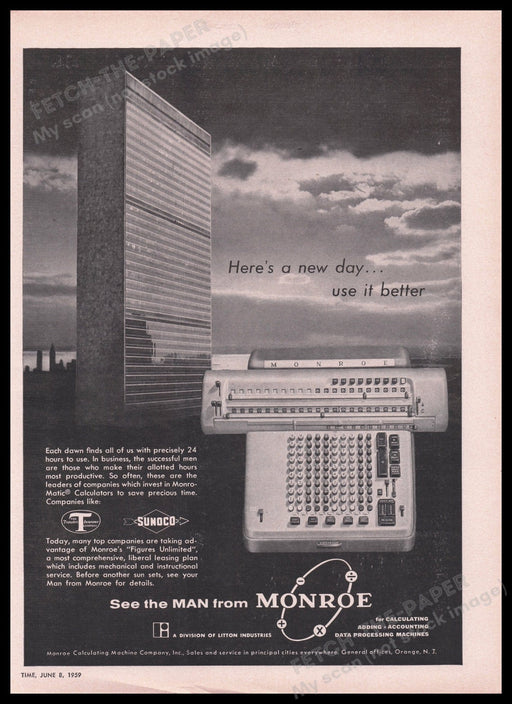 FETCH-THE-PAPER
My scan (not stock image)
Here's a new day...
use it better
MONROE
Each dawn finds all of us with precisely 24
hours to use. In business, the successful men
are those who make their allotted hours
most productive. So often, these are the
leaders of companies which invest in Monro-
Matic® Calculators to save precious time.
Companies like:
SUNOCO
Today, many top companies are taking ad-
vantage of Monroe's "Figures Unlimited",
a most comprehensive, liberal leasing plan
which includes mechanical and instructional
service. Before another sun sets, see your
Man from Monroe for details.
See the MAN from MONROE
A DIVISION OF LITTON INDUSTRIES
for CALCULATING
ADDING • ACCOUNTING
DATA PROCESSING MACHINES
Monroe Calculating Machine Company, Inc., Sales and service in principal cities everywhere. General offices, Orange, N. J.
FETCH-THE-PAPER
My scan (not stock image)
TIME, JUNE 8, 1959